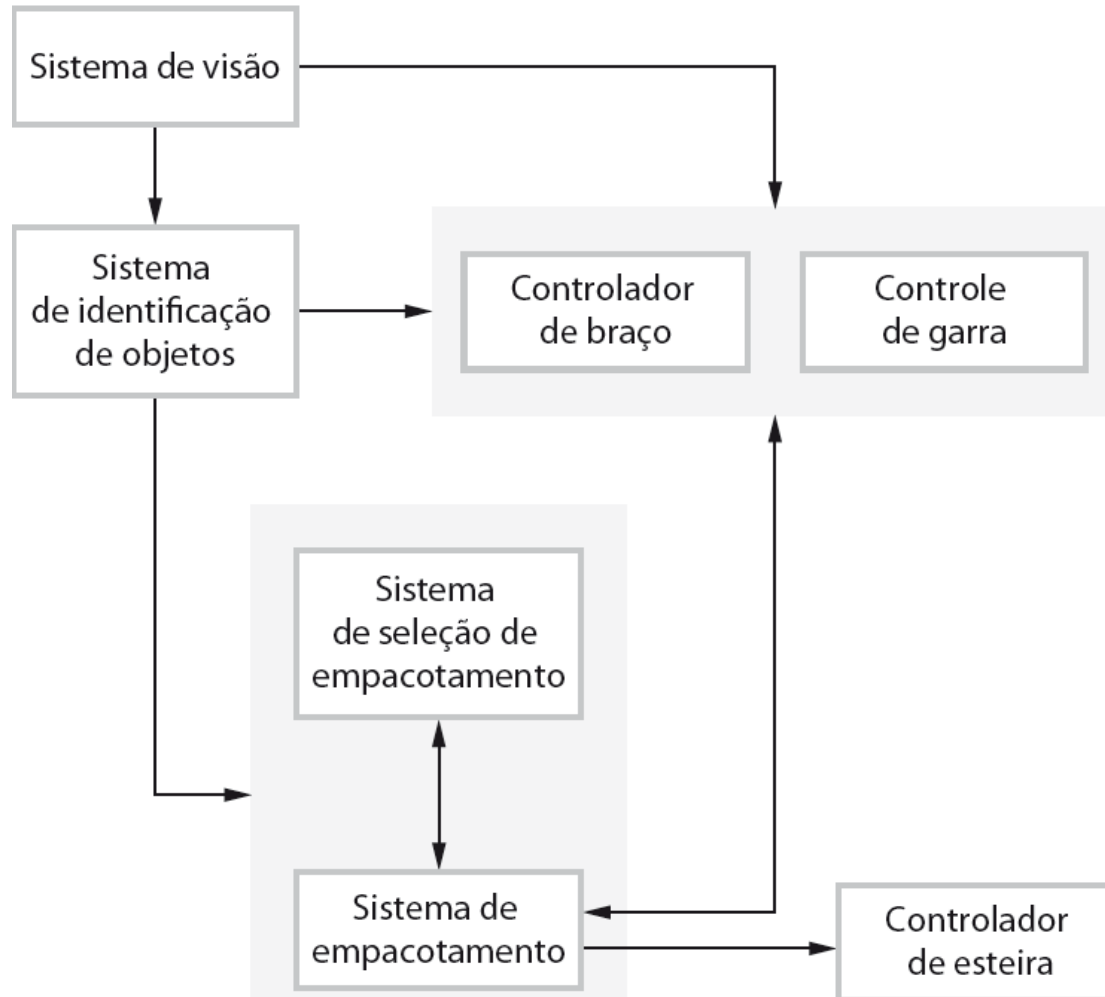 Sistema de visão
Sistema
de identificação
de objetos
Controlador
de braço
Controle
de garra
Sistema
de seleção de
empacotamento
Sistema de
empacotamento
Controlador
de esteira